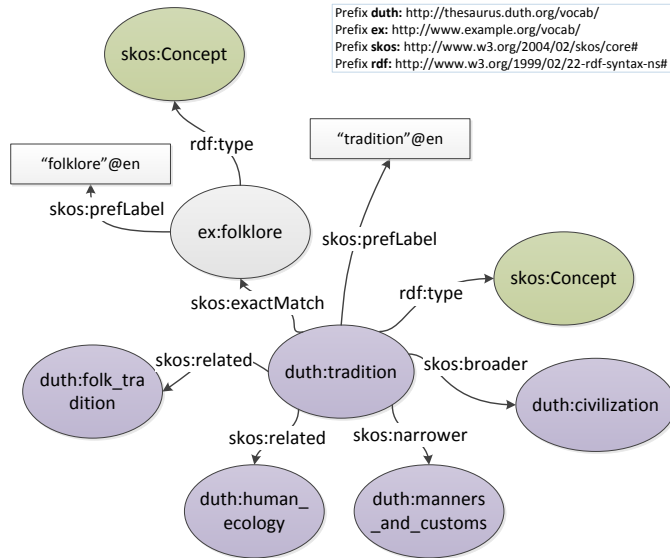 Prefix duth: http://thesaurus.duth.org/vocab/
Prefix ex: http://www.example.org/vocab/
Prefix skos: http://www.w3.org/2004/02/skos/core#
Prefix rdf: http://www.w3.org/1999/02/22-rdf-syntax-ns#
skos:Concept
rdf:type
“folklore”@en
“tradition”@en
skos:prefLabel
ex:folklore
skos:prefLabel
skos:Concept
rdf:type
skos:exactMatch
skos:related
duth:tradition
skos:broader
duth:folk_tra
dition
duth:civilization
skos:related
skos:narrower
duth:human_
ecology
duth:manners
_and_customs